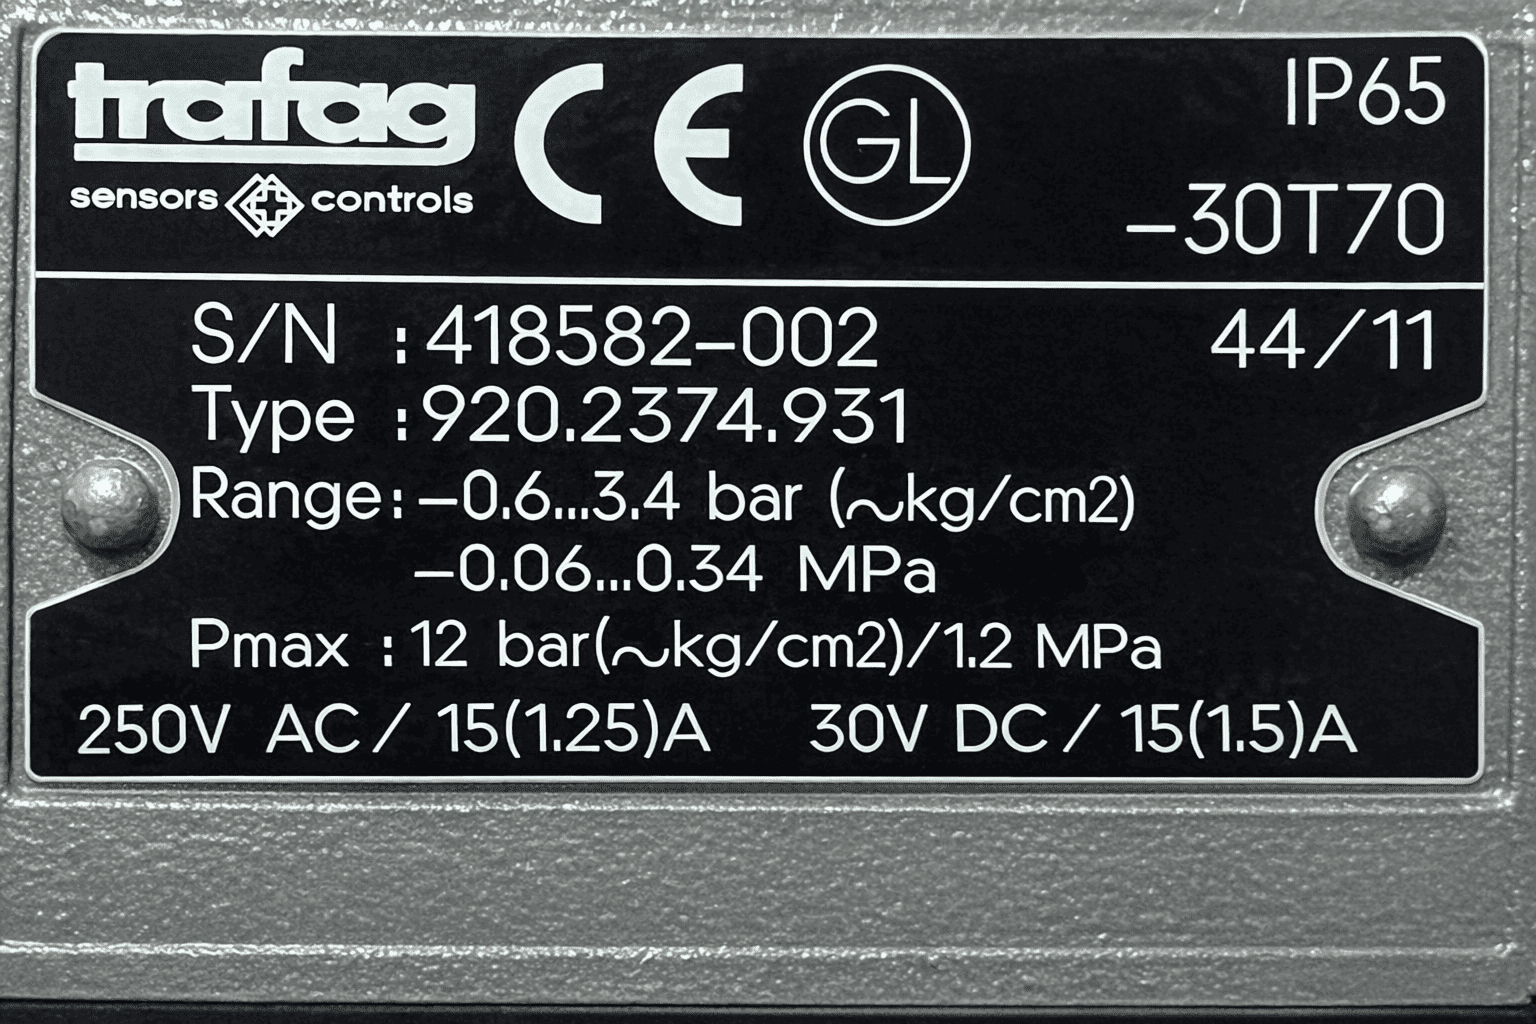 trafag
sensors controls
CE
GL
IP65
-30T70
S/N : 418582-002 44/11
Type : 920.2374.931
Range: -0.6...3.4 bar (~kg/cm2)
-0.06...0.34 MPa
Pmax : 12 bar(~kg/cm2)/1.2 MPa
250V AC/ 15(1.25)A 30V DC/ 15(1.5)A